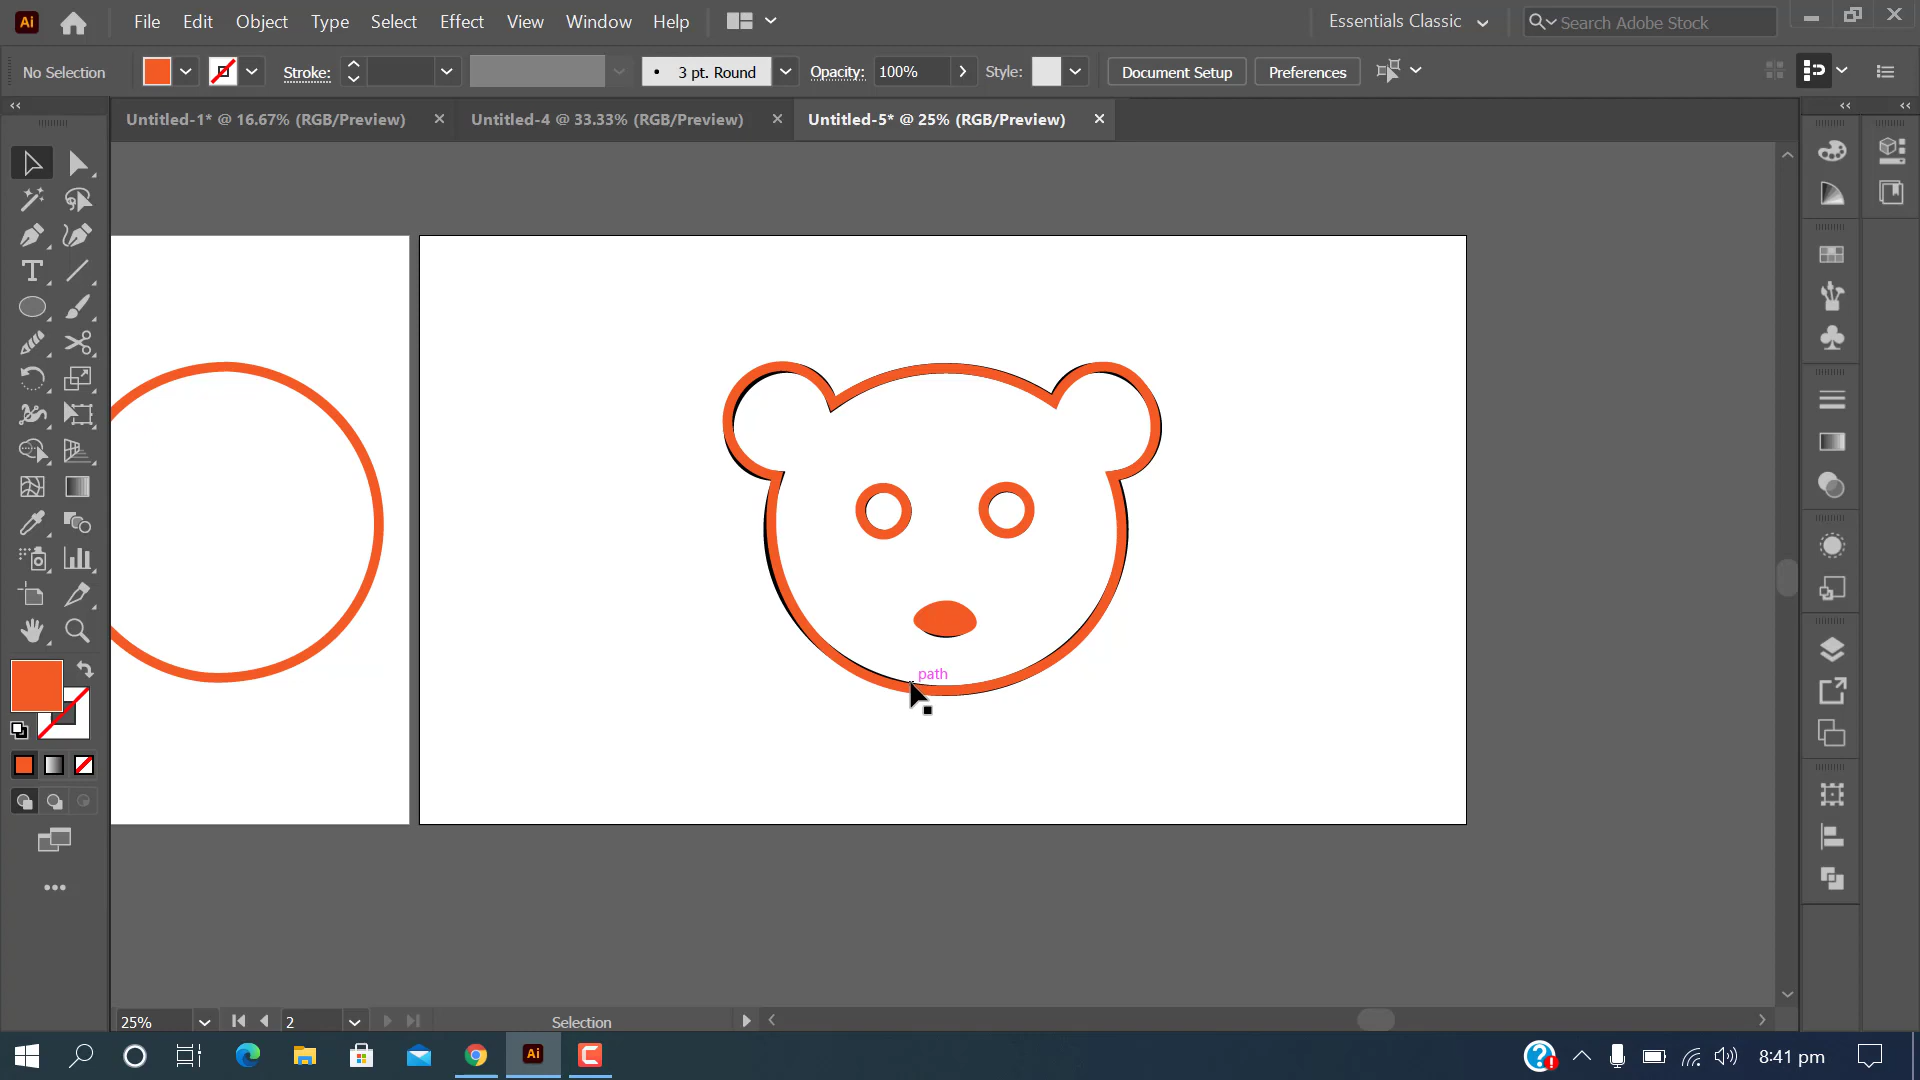 Ai File Edit Object Type Select Effect View Window Help Essentials Classic Search Adobe Stock
No Selection Stroke: 3 pt. Round Opacity: 100% Style: Document Setup Preferences
Untitled-1* @ 16.67% (RGB/Preview) Untitled-4 @ 33.33% (RGB/Preview) Untitled-5* @ 25% (RGB/Preview)
path
25% 2 Selection
Ai 8:41 pm